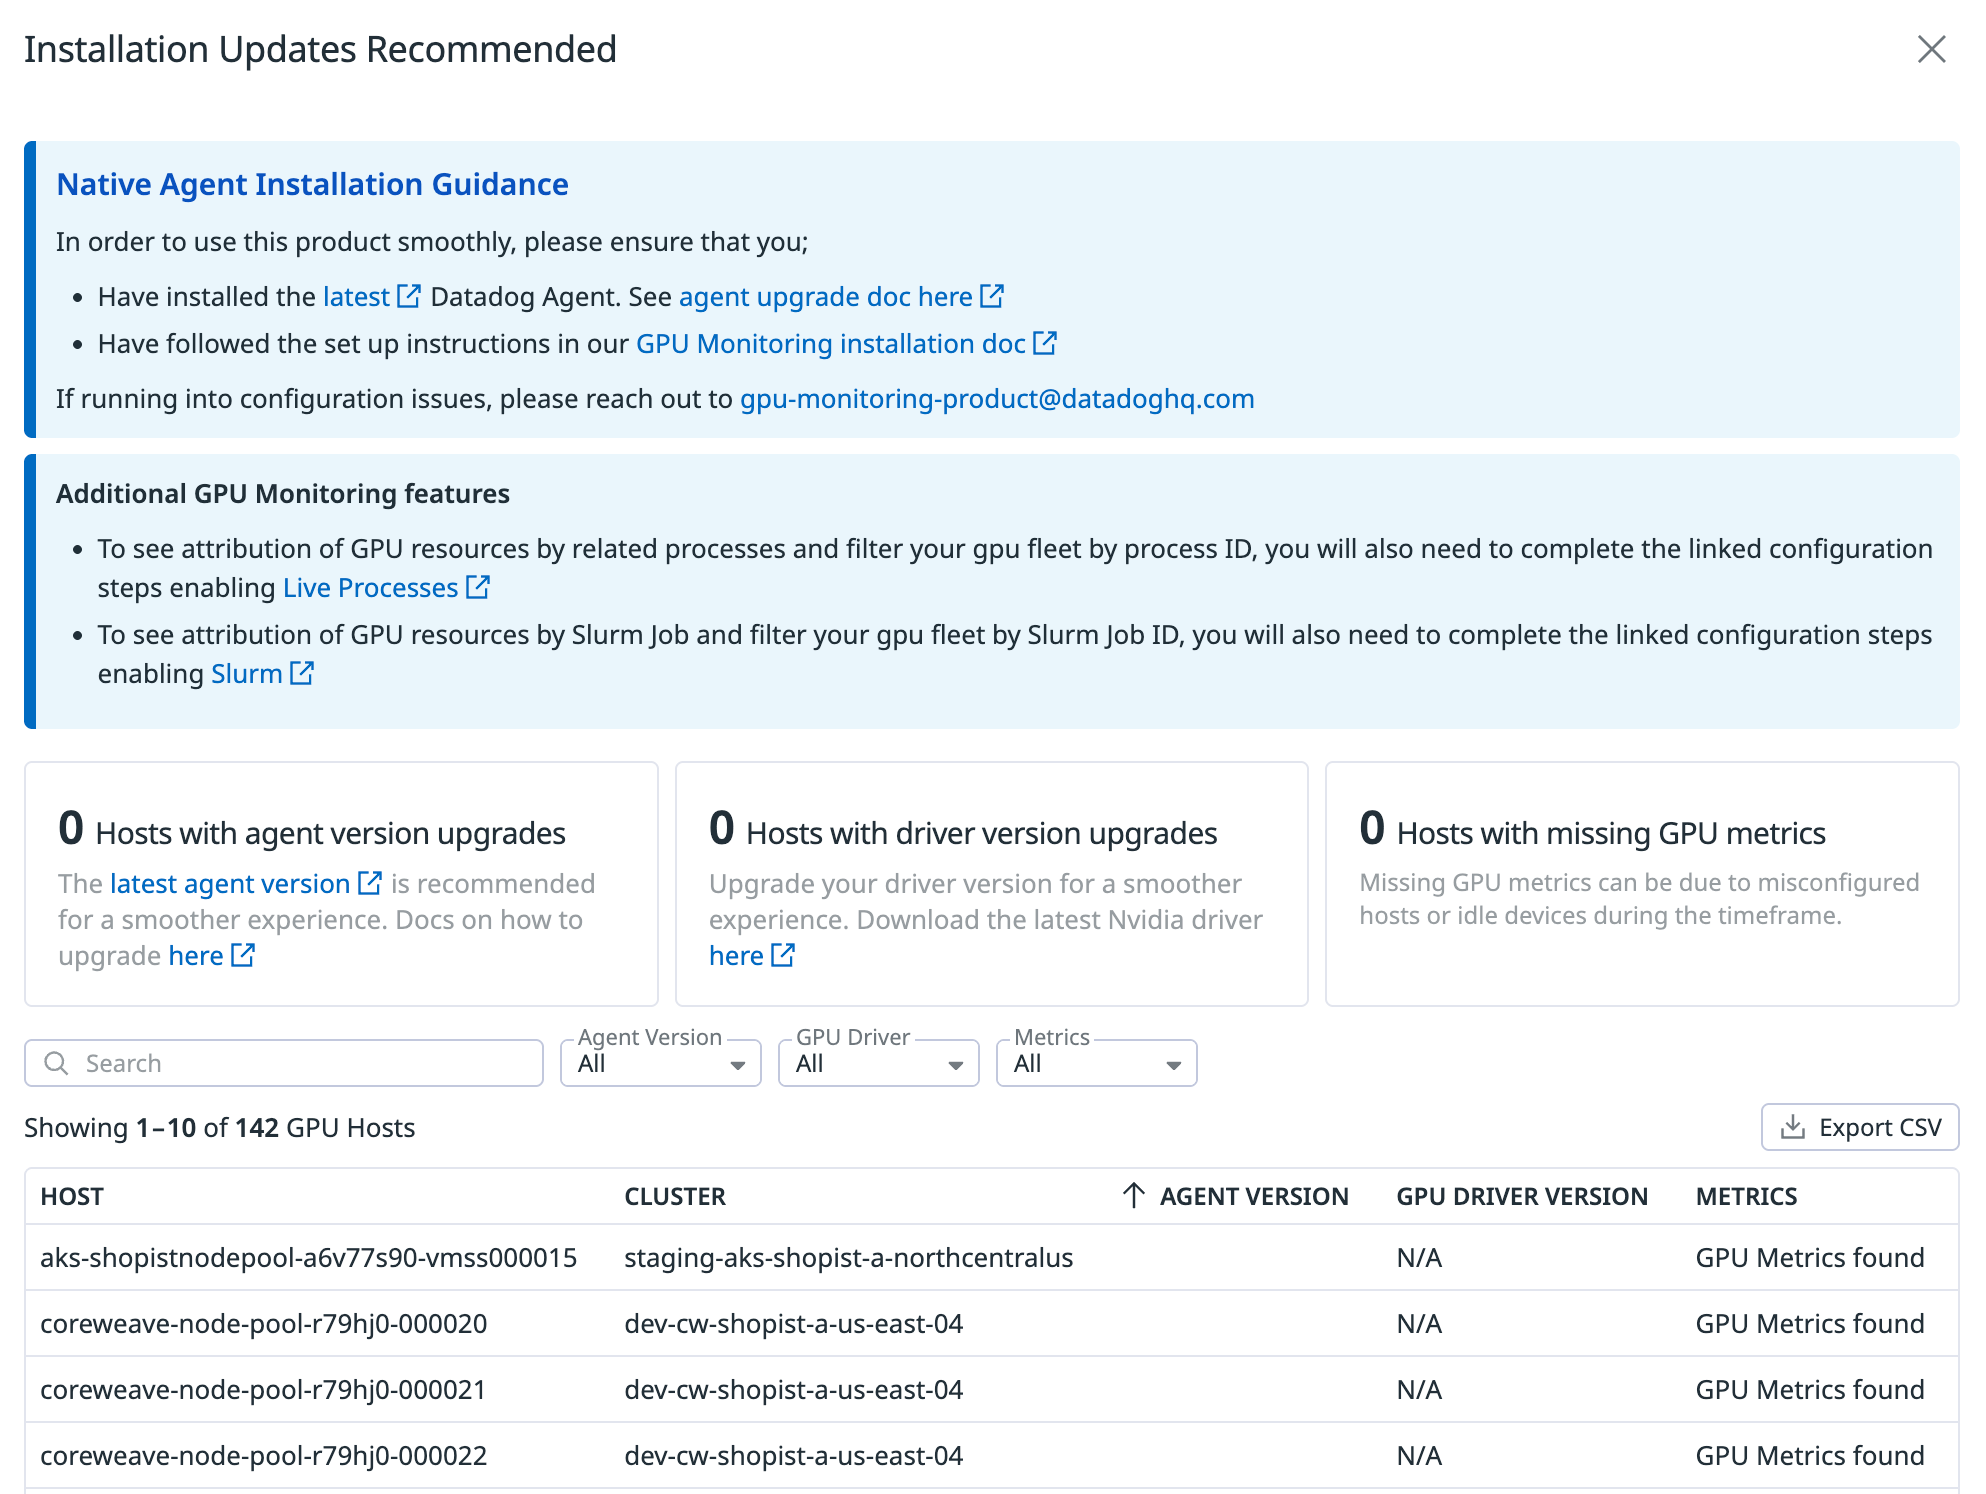 Installation Updates Recommended
Native Agent Installation Guidance
In order to use this product smoothly, please ensure that you;
• Have installed the latest Datadog Agent. See agent upgrade doc here
• Have followed the set up instructions in our GPU Monitoring installation doc
If running into configuration issues, please reach out to gpu-monitoring-product@datadoghq.com
Additional GPU Monitoring features
• To see attribution of GPU resources by related processes and filter your gpu fleet by process ID, you will also need to complete the linked configuration
steps enabling Live Processes
• To see attribution of GPU resources by Slurm Job and filter your gpu fleet by Slurm Job ID, you will also need to complete the linked configuration steps
enabling Slurm
0 Hosts with agent version upgrades
The latest agent version is recommended
for a smoother experience. Docs on how to
upgrade here
0 Hosts with driver version upgrades
Upgrade your driver version for a smoother
experience. Download the latest Nvidia driver
here
0 Hosts with missing GPU metrics
Missing GPU metrics can be due to misconfigured
hosts or idle devices during the timeframe.
Search
Agent Version
All
GPU Driver
All
Metrics
All
Showing 1–10 of 142 GPU Hosts
Export CSV
HOST CLUSTER AGENT VERSION GPU DRIVER VERSION METRICS
aks-shopistnodepool-a6v77s90-vmss000015 staging-aks-shopist-a-northcentralus N/A GPU Metrics found
coreweave-node-pool-r79hj0-000020 dev-cw-shopist-a-us-east-04 N/A GPU Metrics found
coreweave-node-pool-r79hj0-000021 dev-cw-shopist-a-us-east-04 N/A GPU Metrics found
coreweave-node-pool-r79hj0-000022 dev-cw-shopist-a-us-east-04 N/A GPU Metrics found